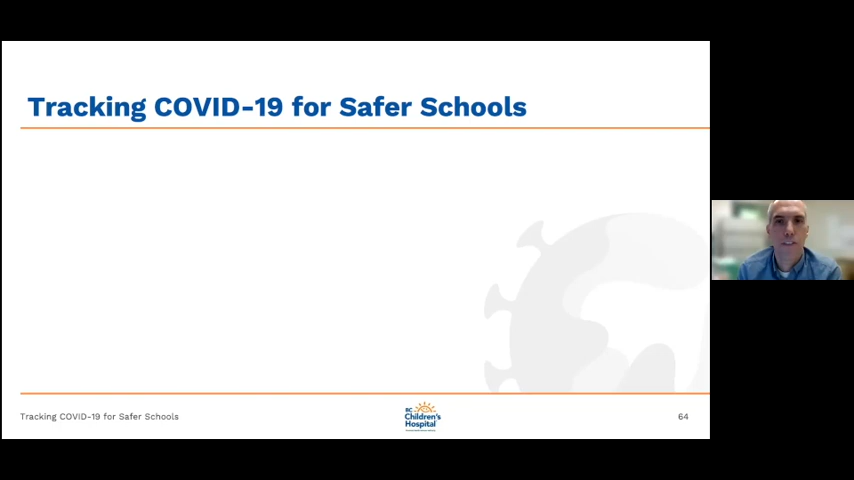 Tracking COVID-19 for Safer Schools
Tracking COVID-19 for Safer Schools
BC
Children's
Hospital
64